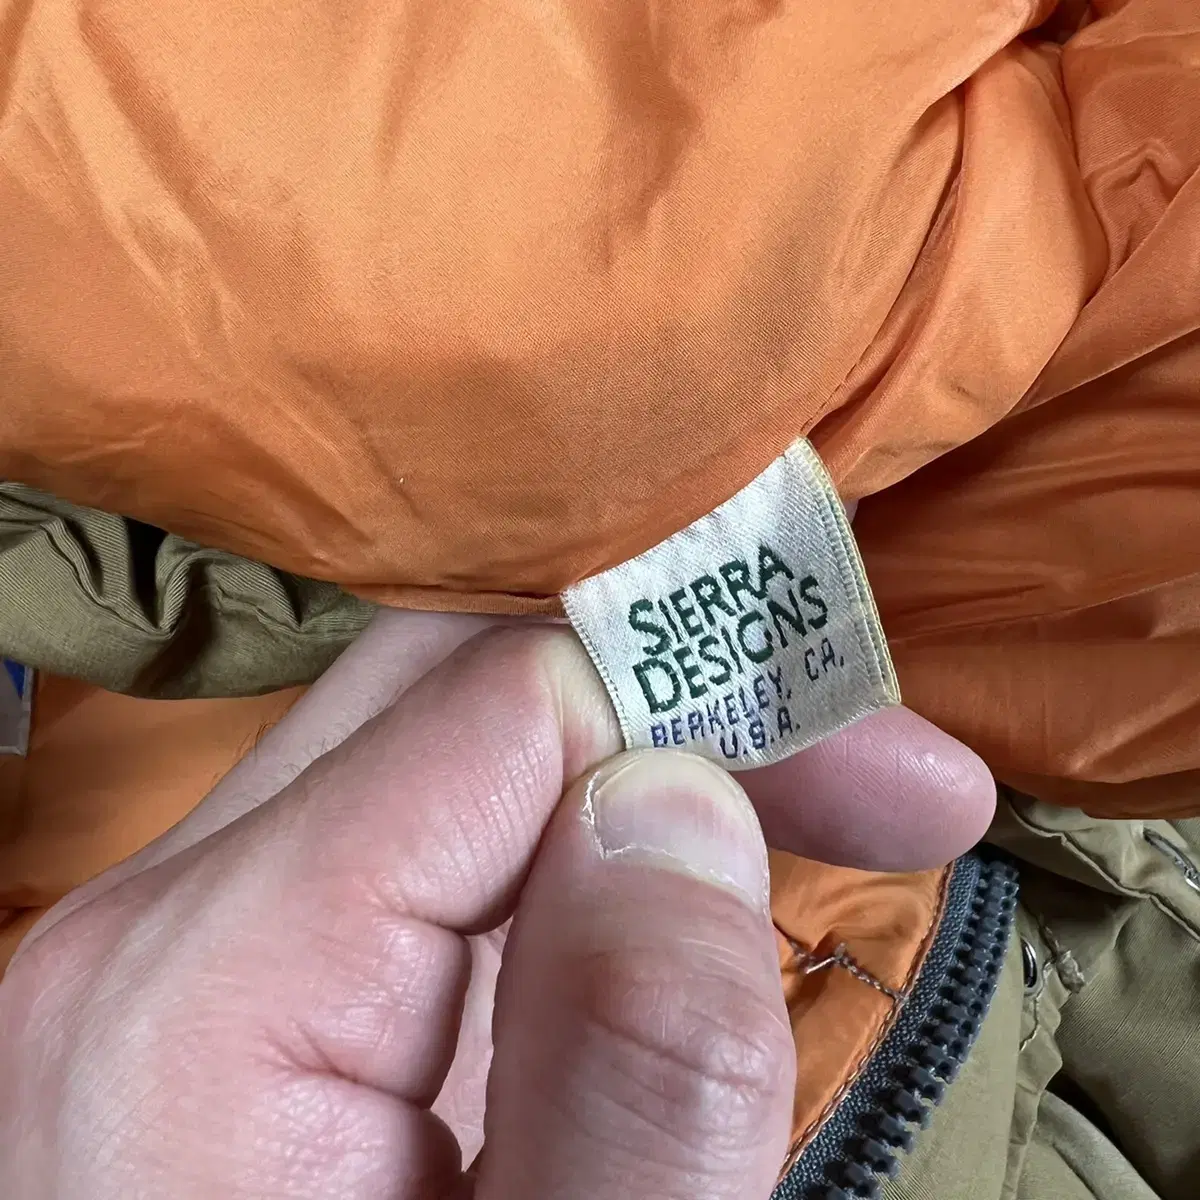 SIERRA
DESIGNS
BERKELEY, CA.
U.S.A.